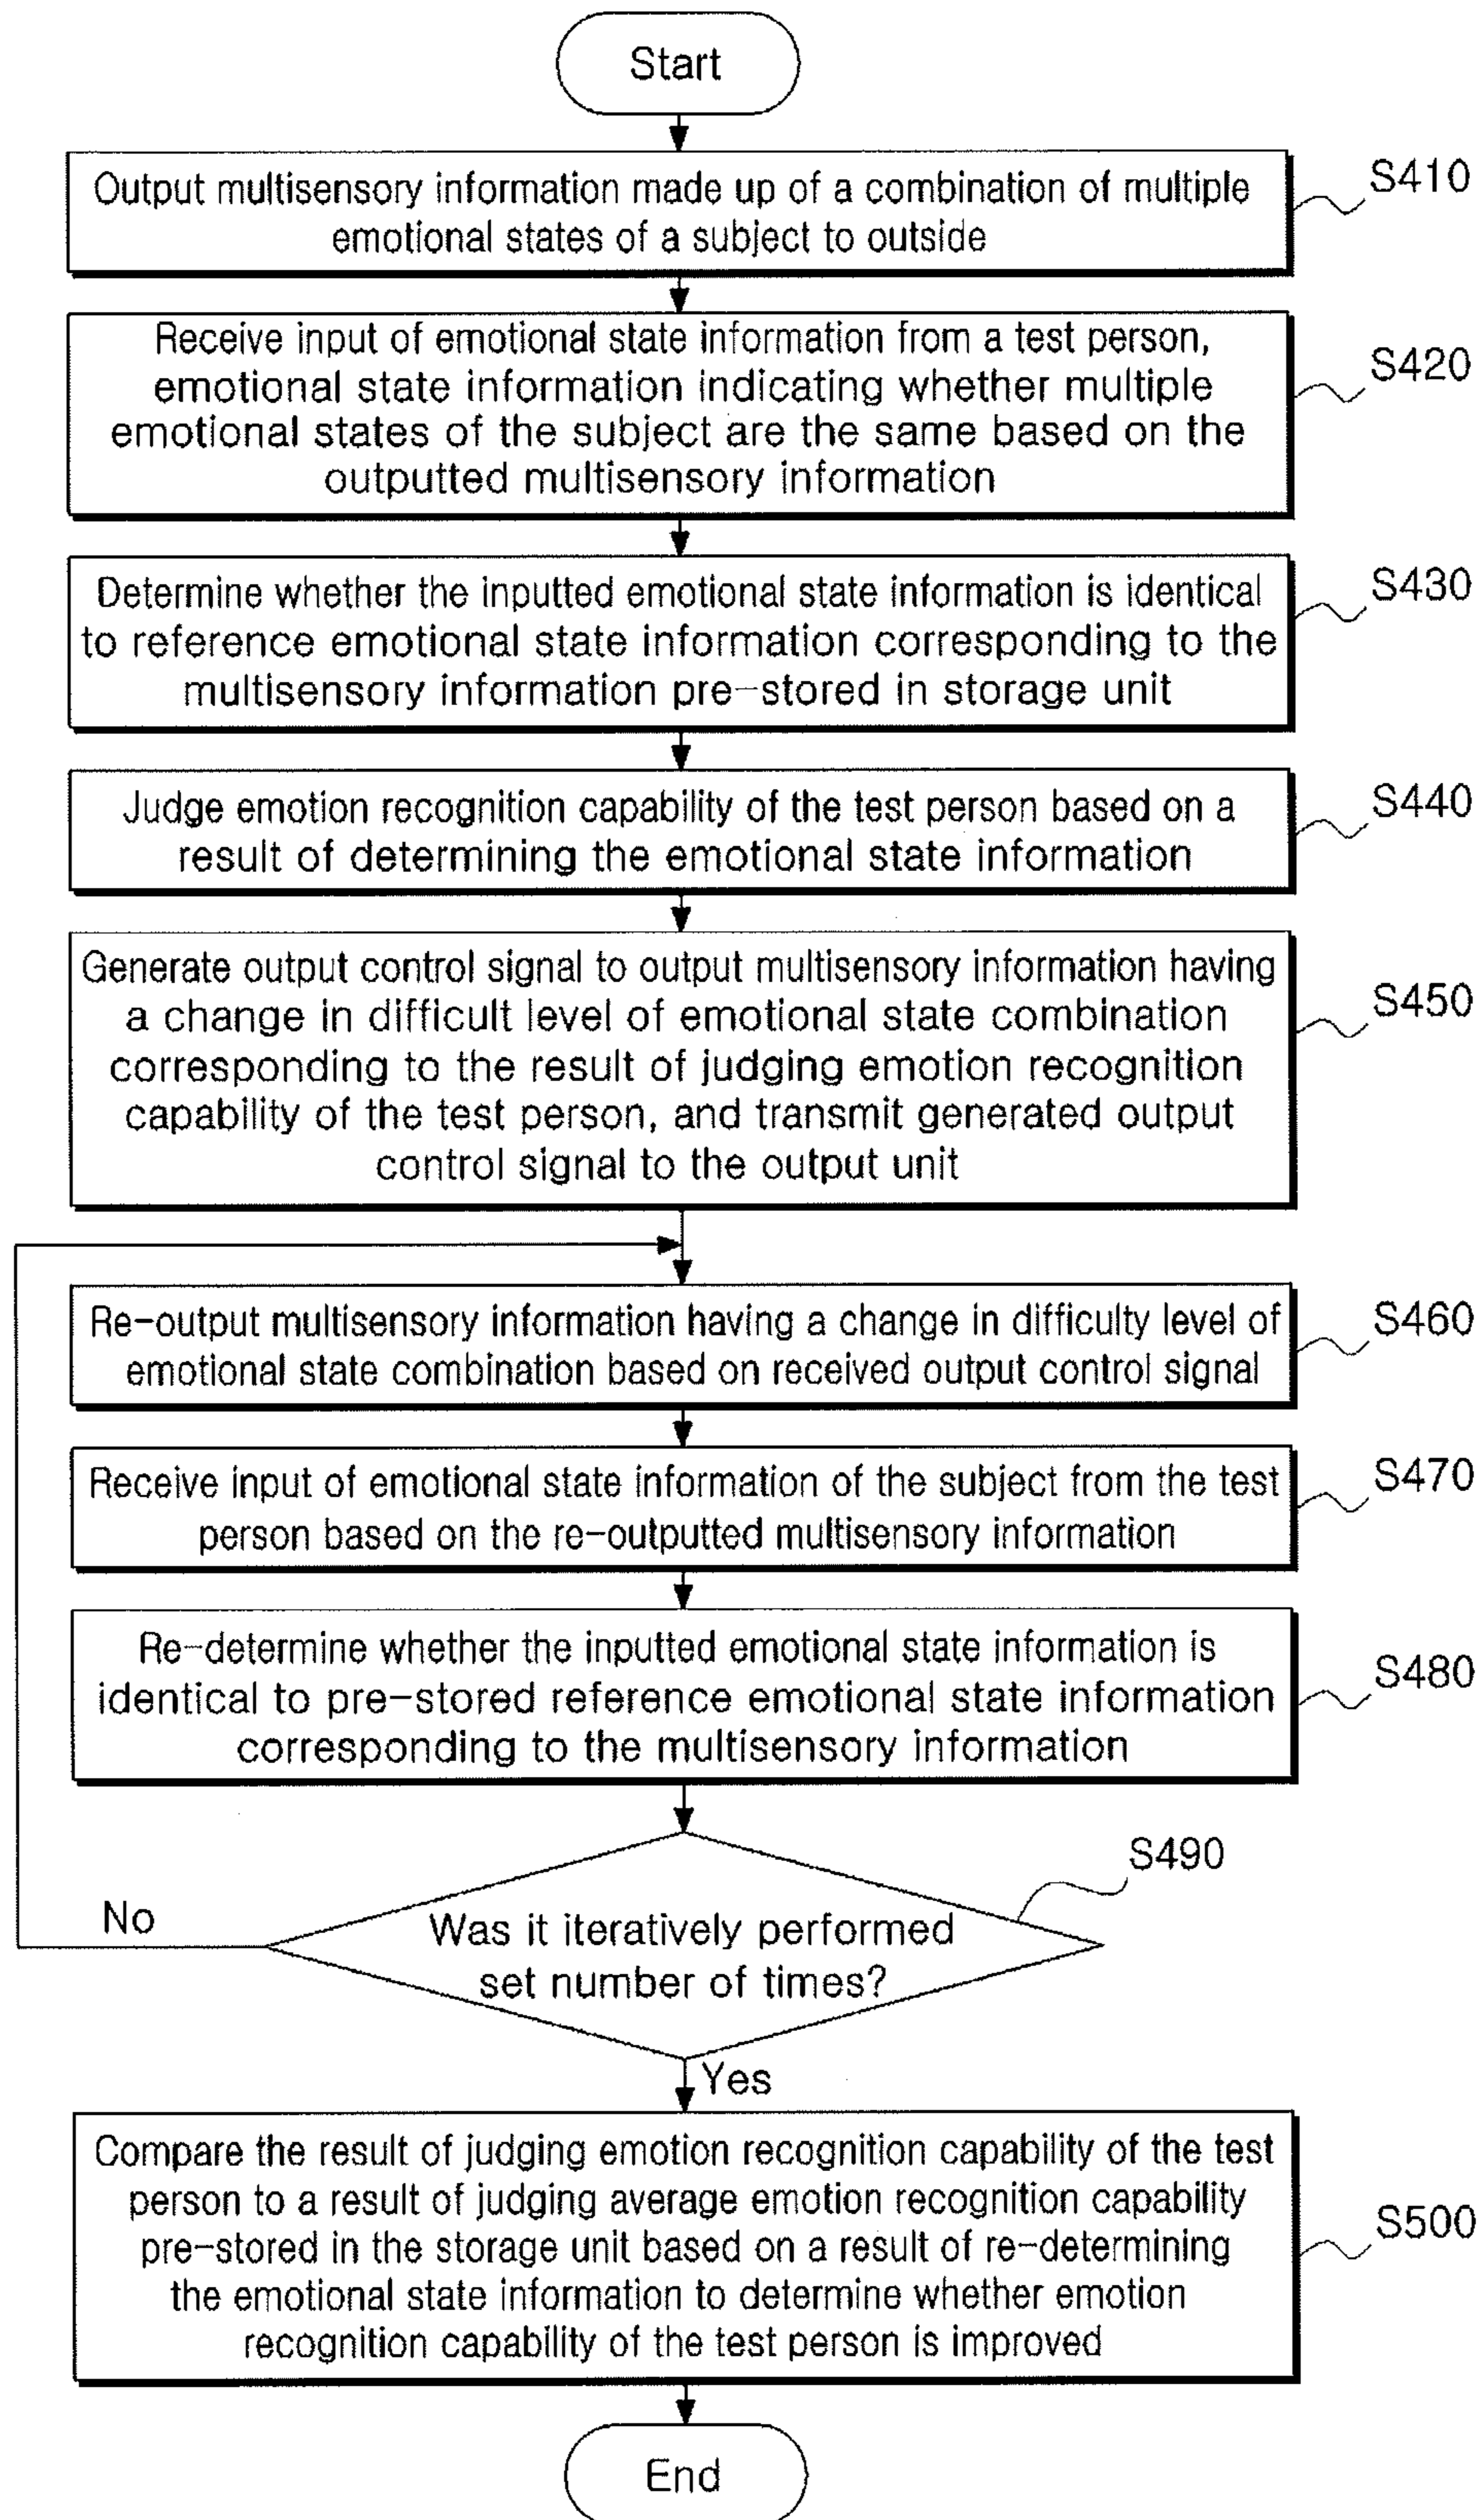 Start
Output multisensory information made up of a combination of multiple
emotional states of a subject to outside
S410
Receive input of emotional state information from a test person,
emotional state information indicating whether multiple
emotional states of the subject are the same based on the
outputted multisensory information
S420
Determine whether the inputted emotional state information is identical
to reference emotional state information corresponding to the
multisensory information pre-stored in storage unit
S430
Judge emotion recognition capability of the test person based on a
result of determining the emotional state information
S440
Generate output control signal to output multisensory information having
a change in difficult level of emotional state combination
corresponding to the result of judging emotion recognition
capability of the test person, and transmit generated output
control signal to the output unit
S450
Re-output multisensory information having a change in difficulty level of
emotional state combination based on received output control signal
S460
Receive input of emotional state information of the subject from the test
person based on the re-outputted multisensory information
S470
Re-determine whether the inputted emotional state information is
identical to pre-stored reference emotional state information
corresponding to the multisensory information
S480
S490
No
Was it iteratively performed
set number of times?
Yes
Compare the result of judging emotion recognition capability of the test
person to a result of judging average emotion recognition capability
pre-stored in the storage unit based on a result of re-determining
the emotional state information to determine whether emotion
recognition capability of the test person is improved
S500
End